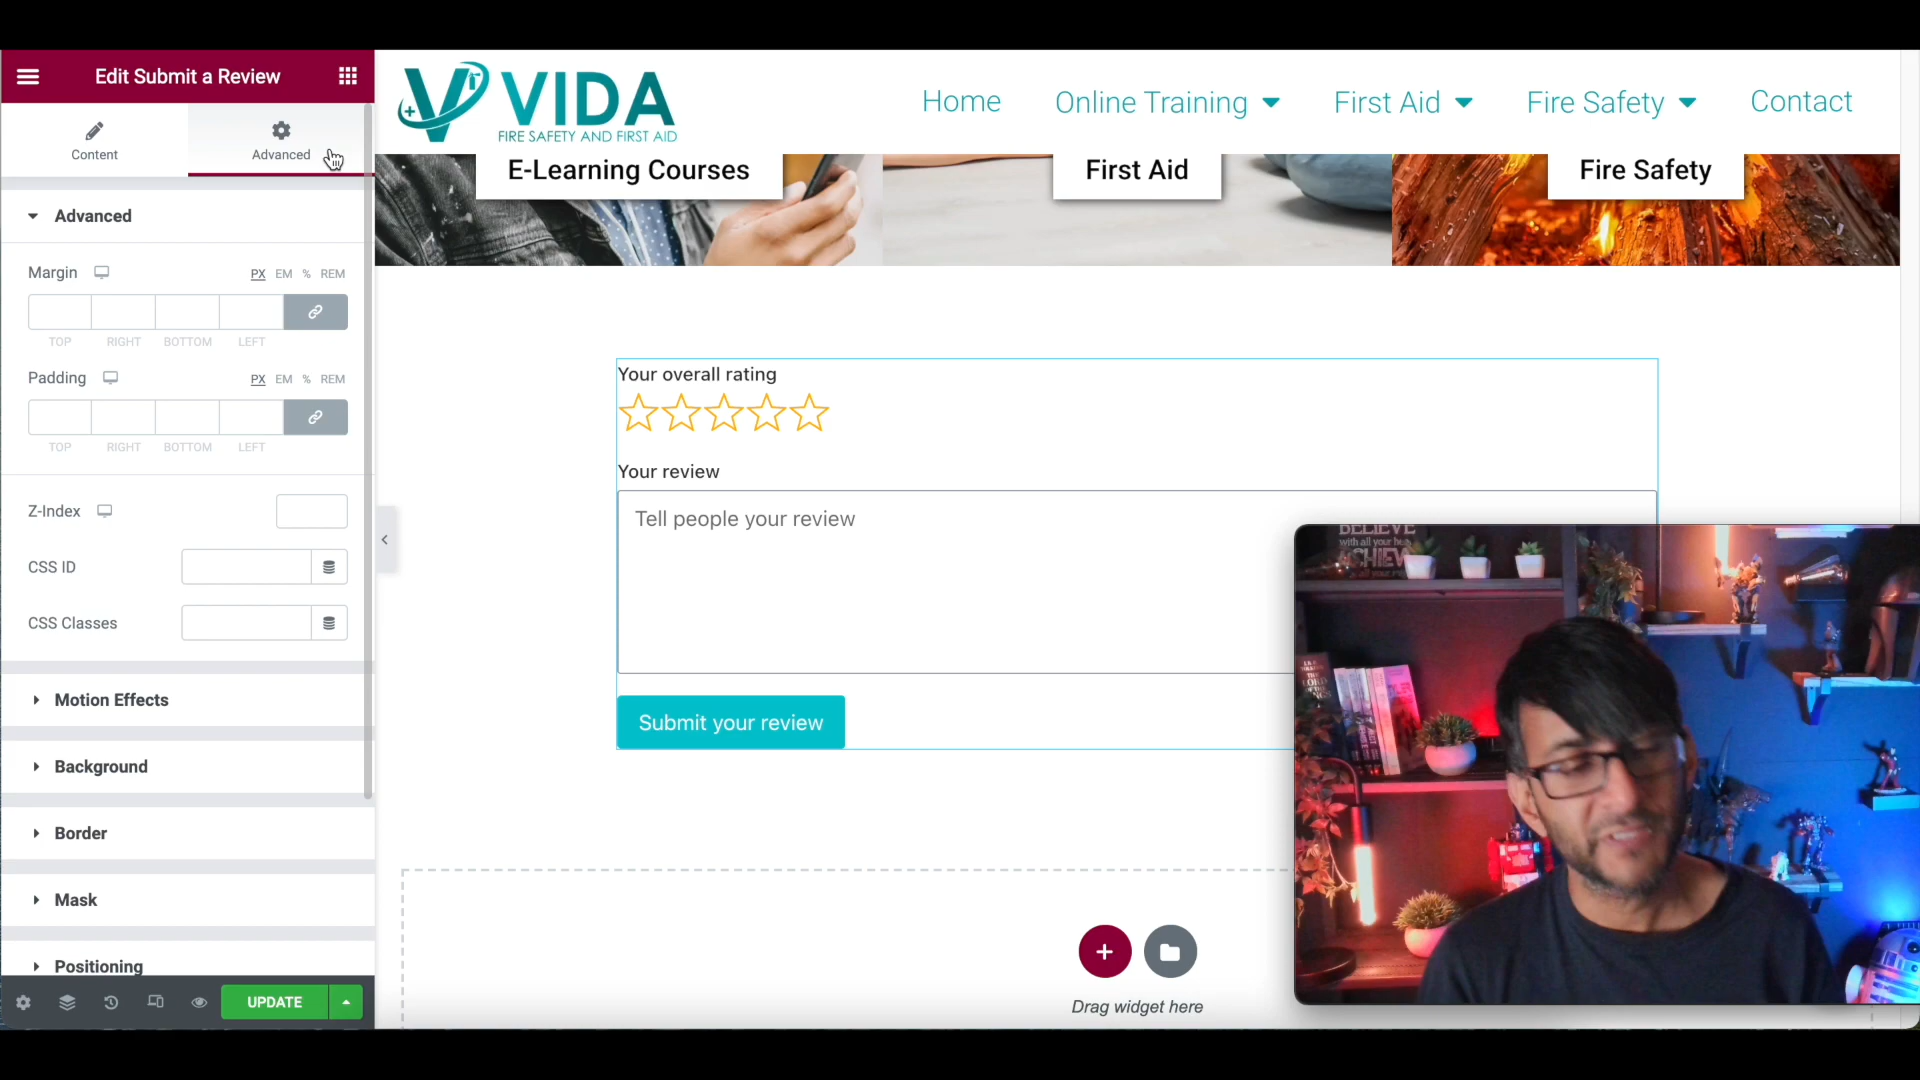 Edit Submit a Review
Content
Advanced
Advanced
Margin
PX EM % REM
TOP RIGHT BOTTOM LEFT
Padding
PX EM % REM
TOP RIGHT BOTTOM LEFT
Z-Index
CSS ID
CSS Classes
Motion Effects
Background
Border
Mask
Positioning
UPDATE
VIDA
FIRE SAFETY AND FIRST AID
Home
Online Training
First Aid
Fire Safety
Contact
E-Learning Courses
First Aid
Fire Safety
Your overall rating
Your review
Tell people your review
Submit your review
Drag widget here
BELIEVE
with all your
ACHIEVE